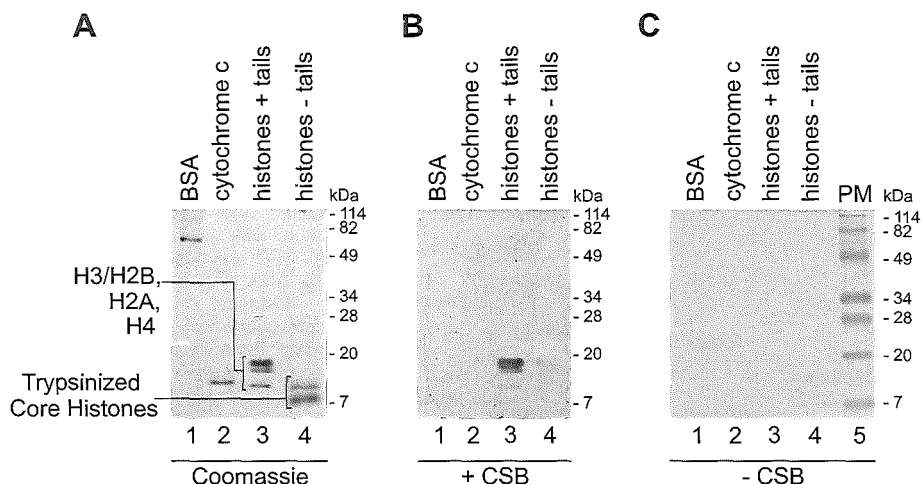 A
BSA
cytochrome c
histones + tails
histones - tails
kDa
- 114
- 82
- 49
- 34
- 28
- 20
- 7
H3/H2B,
H2A,
H4
Trypsinized
Core Histones
1 2 3 4
Coomassie
B
BSA
cytochrome c
histones + tails
histones - tails
kDa
- 114
- 82
- 49
- 34
- 28
- 20
- 7
1 2 3 4
+ CSB
C
BSA
cytochrome c
histones + tails
histones - tails
PM
kDa
- 114
- 82
- 49
- 34
- 28
- 20
- 7
1 2 3 4 5
- CSB